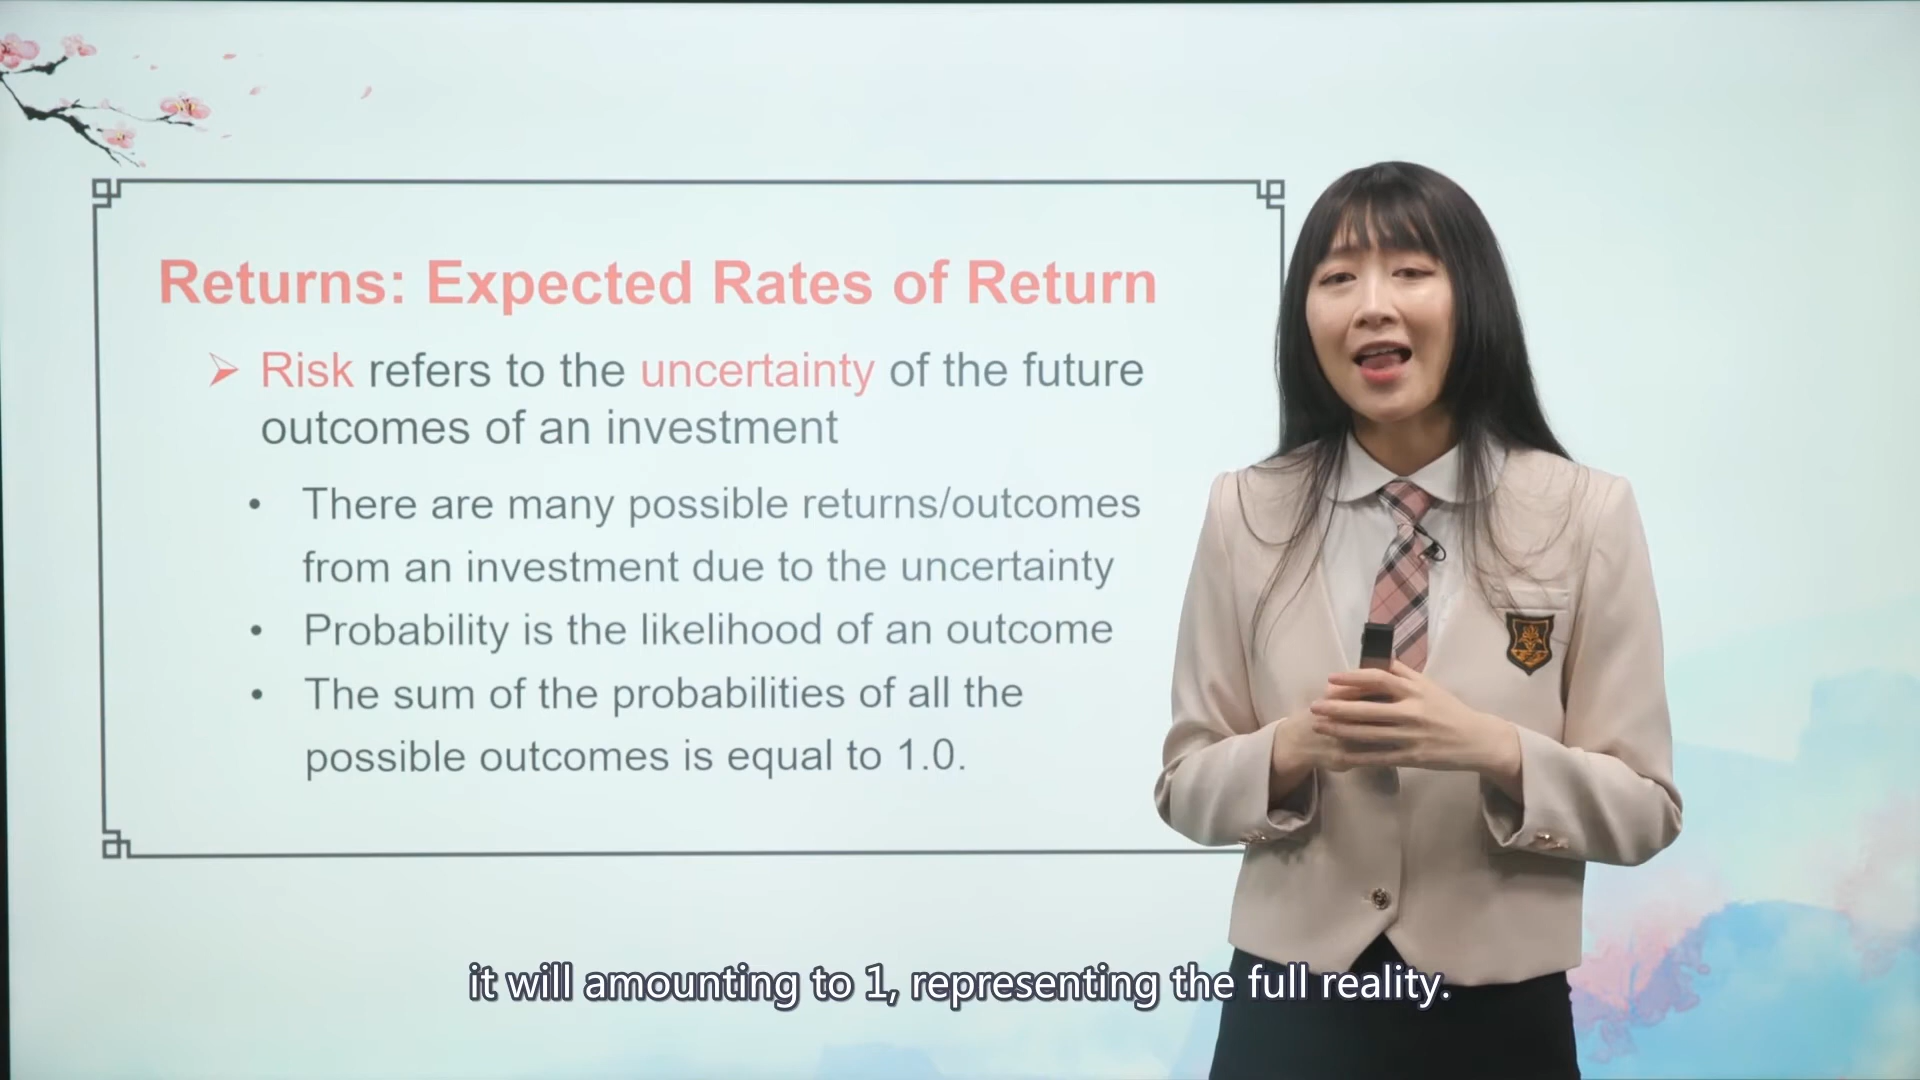 Returns: Expected Rates of Return
➢ Risk refers to the uncertainty of the future
outcomes of an investment
• There are many possible returns/outcomes
from an investment due to the uncertainty
• Probability is the likelihood of an outcome
• The sum of the probabilities of all the
possible outcomes is equal to 1.0.
it will amounting to 1, representing the full reality.